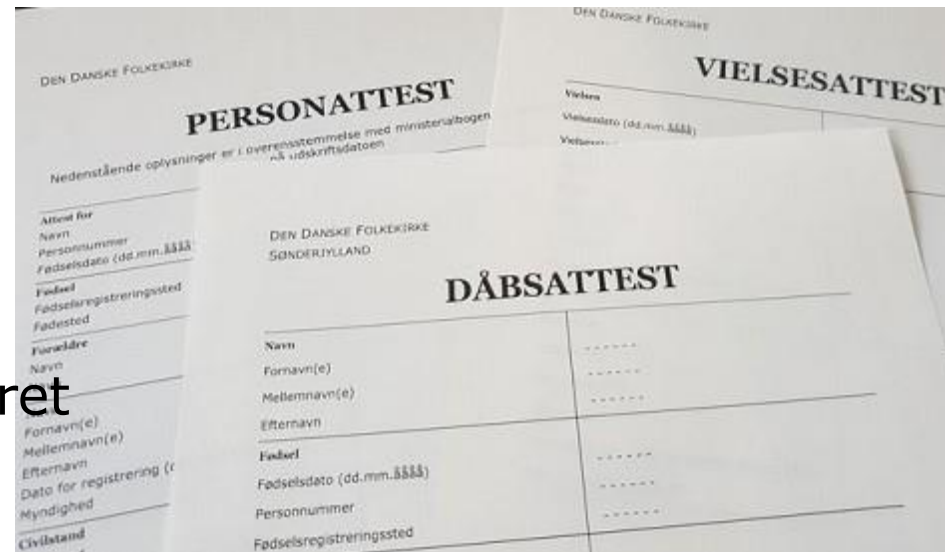 DEN DANSKE FOLKEKIRKE
PERSONATTEST
Nedenstående oplysninger er i overensstemmelse med ministerialbogen
på udskriftsdatoen
Attest for
Navn
Personnummer
Fødselsdato (dd.mm.åååå
Fødsel
Fødselsregistreringssted
Fødested
Forældre
Navn
Fornavn(e)
Mellemnavn(e)
Efternavn
Dato for registrering (
Myndighed
Civilstand
DEN DANSKE FOLKEKIRKE
VIELSESATTEST
Vielsen
Vielsesdato (dd.mm.åååå)
DEN DANSKE FOLKEKIRKE
SØNDERJYLLAND
DÅBSATTEST
Navn ------
Fornavn(e) ------
Mellemnavn(e) ------
Efternavn
Fødsel ------
Fødselsdato (dd.mm.åååå) ------
Personnummer ------
Fødselsregistreringssted
ret